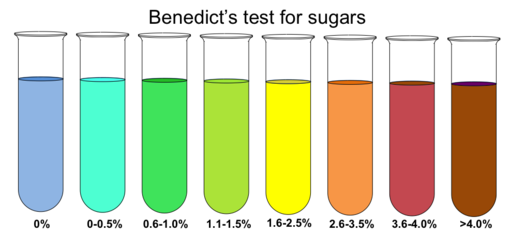 Benedict's test for sugars
0% 0-0.5% 0.6-1.0% 1.1-1.5% 1.6-2.5% 2.6-3.5% 3.6-4.0% >4.0%